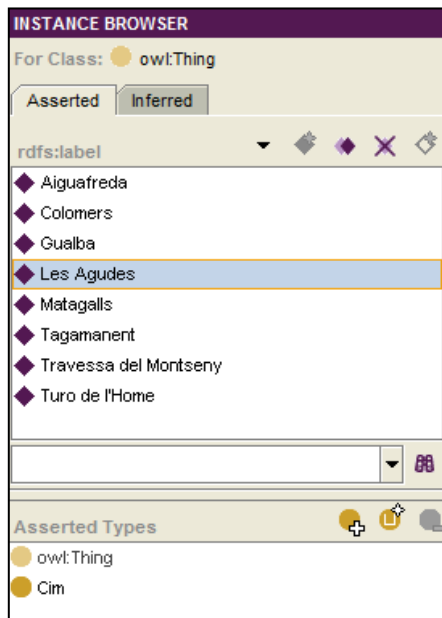 INSTANCE BROWSER
For Class: owl:Thing
Asserted Inferred
rdfs:label
Aiguafreda
Colomers
Gualba
Les Agudes
Matagalls
Tagamanent
Travessa del Montseny
Turo de l'Home
Asserted Types
owl:Thing
Cim